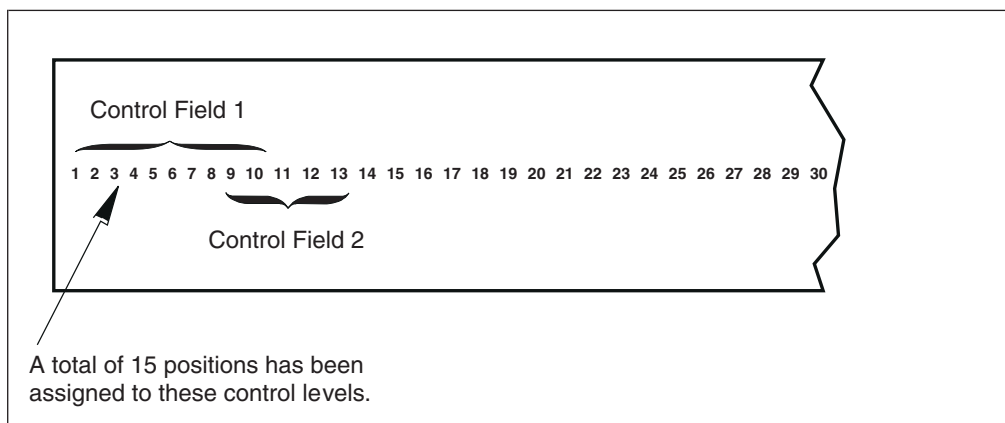 Control Field 1
1 2 3 4 5 6 7 8 9 10 11 12 13 14 15 16 17 18 19 20 21 22 23 24 25 26 27 28 29 30
Control Field 2
A total of 15 positions has been
assigned to these control levels.